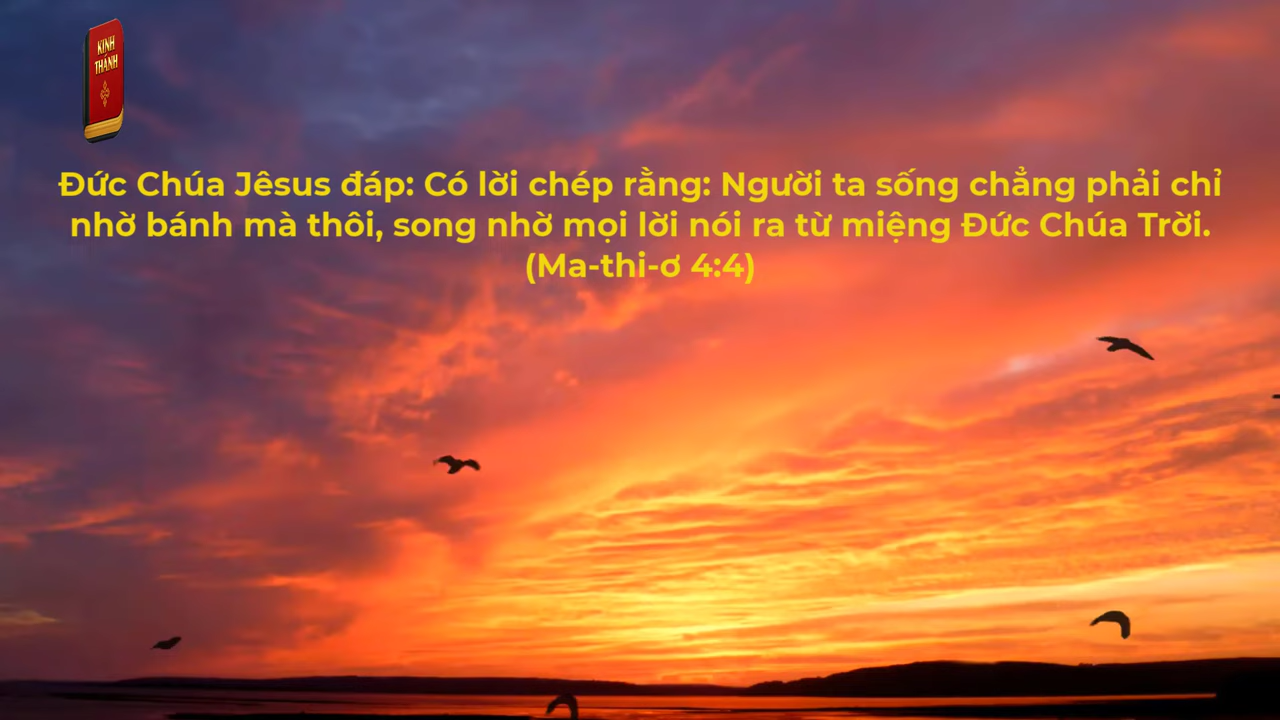 KINH
THÁNH
Đức Chúa Jêsus đáp: Có lời chép rằng: Người ta sống chẳng phải chỉ
nhờ bánh mà thôi, song nhờ mọi lời nói ra từ miệng Đức Chúa Trời.
(Ma-thi-ơ 4:4)